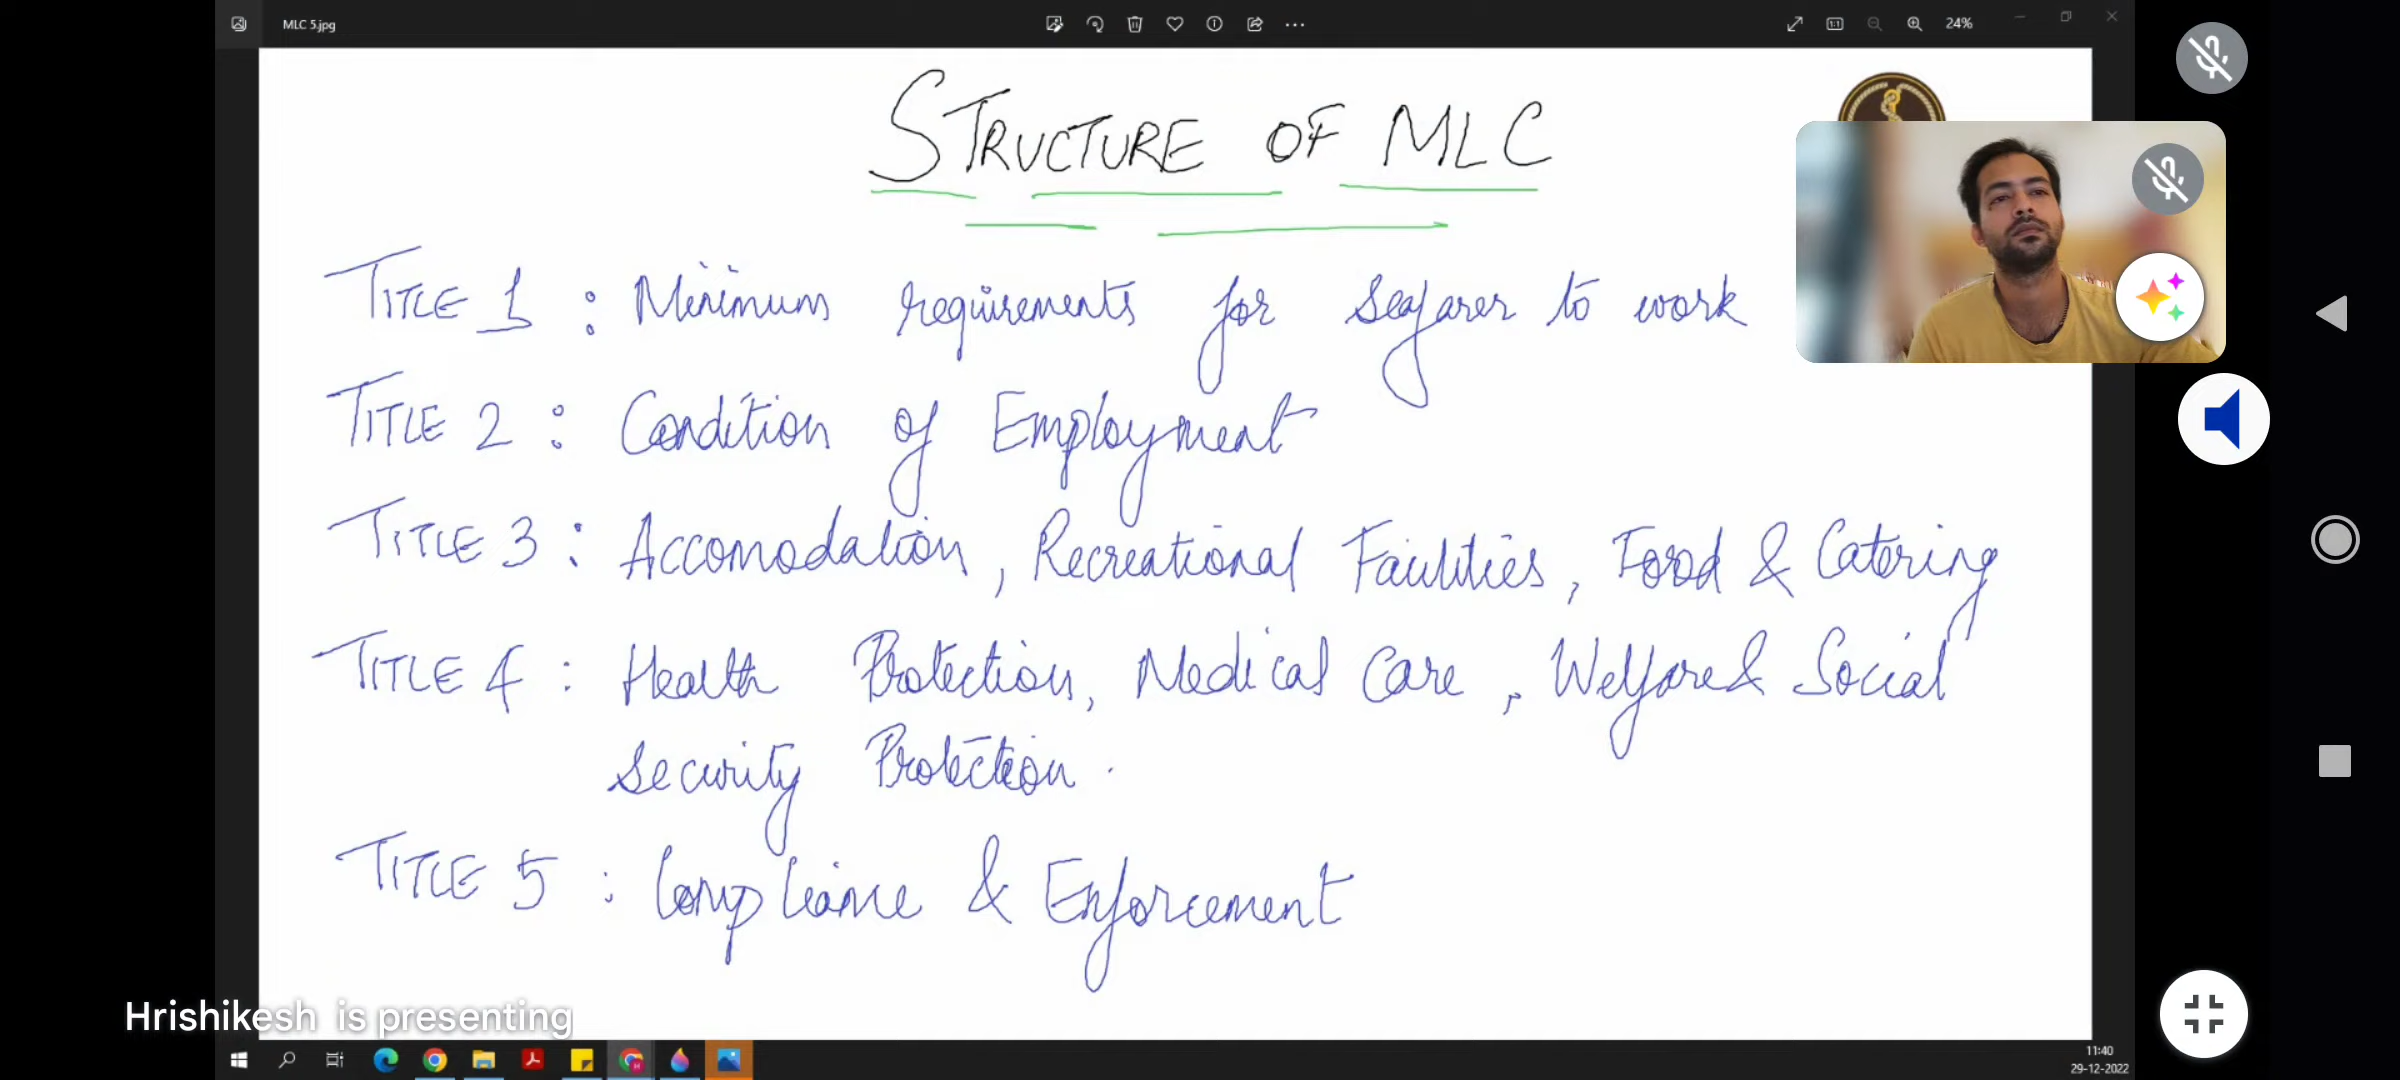 MLC 5.jpg
24%
STRUCTURE OF MLC
TITLE 1 : Minimum requirements for seafarer to work
TITLE 2 : Condition of Employment
TITLE 3 : Accomodation, Recreational Facilities, Food & Catering
TITLE 4 : Health Protection, Medical Care, Welfare & Social
Security Protection.
TITLE 5 : Compliance & Enforcement
Hrishikesh is presenting
11:40
29-12-2022